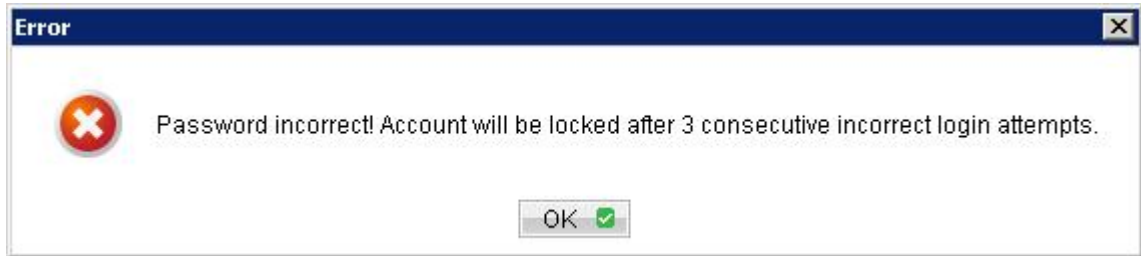 Error
Password incorrect! Account will be locked after 3 consecutive incorrect login attempts.
OK